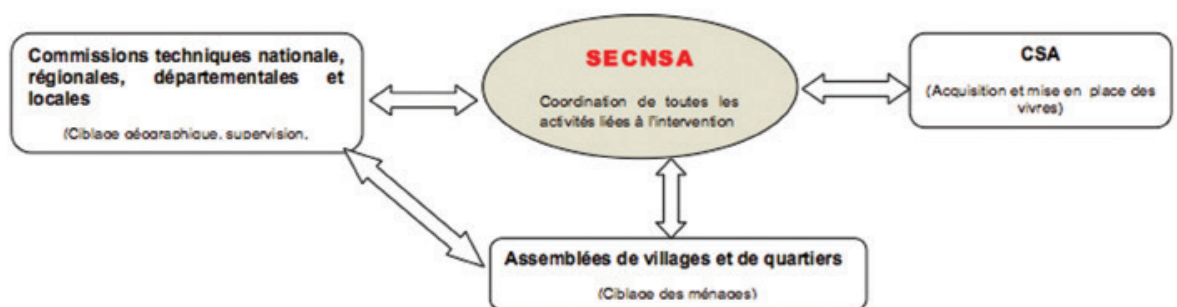 Commissions techniques nationale,
régionales, départementales et
locales
(Ciblage géographique, supervision,
SECNSA
Coordination de toutes les
activités liées à l'intervention
CSA
(Acquisition et mise en place des
vivres)
Assemblées de villages et de quartiers
(Ciblage des ménages)